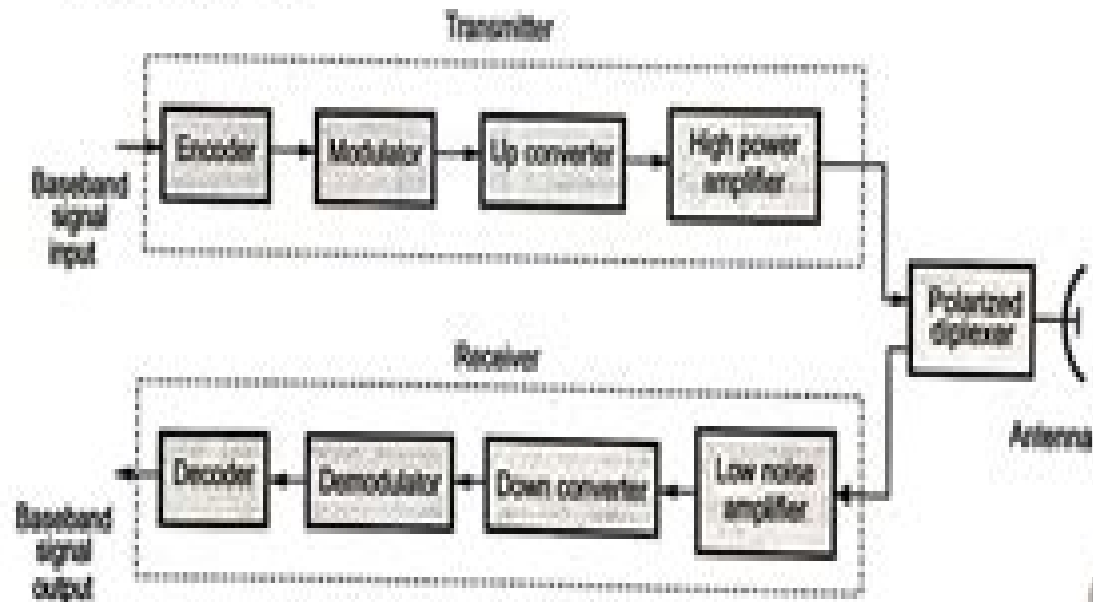 Transmitter
Encoder
Modulator
Up converter
High power
amplifier
Baseband
signal
input
Polarized
diplexer
Antenna
Receiver
Decoder
Demodulator
Down converter
Low noise
amplifier
Baseband
signal
output